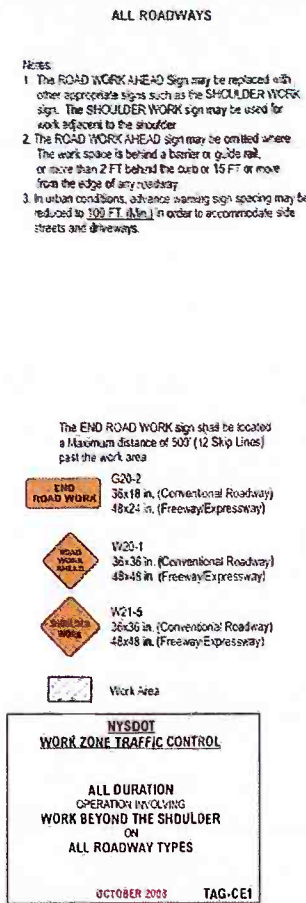 ALL ROADWAYS
Notes:
1. The ROAD WORK AHEAD Sign may be replaced with
other appropriate signs such as the SHOULDER WORK
sign. The SHOULDER WORK sign may be used for
work adjacent to the shoulder
2. The ROAD WORK AHEAD sign may be omitted where
The work space is behind a barrier or guide rail,
or more than 2 FT behind the curb or 15 FT or more
from the edge of any roadway.
3. In urban conditions, advance warning sign spacing may be
reduced to 100 FT. (Min.) in order to accommodate side
streets and driveways.
The END ROAD WORK sign shall be located
a Maximum distance of 500' (12 Skip Lines)
past the work area
END
ROAD WORK
G20-2
36x18 in. (Conventional Roadway)
48x24 in. (Freeway/Expressway)
ROAD
WORK
AHEAD
W20-1
36x36 in. (Conventional Roadway)
48x48 in. (Freeway/Expressway)
SHOULDER
WORK
W21-5
36x36 in. (Conventional Roadway)
48x48 in. (Freeway/Expressway)
Work Area
NYSDOT
WORK ZONE TRAFFIC CONTROL
ALL DURATION
OPERATION INVOLVING
WORK BEYOND THE SHOULDER
ON
ALL ROADWAY TYPES
OCTOBER 2008 TAG-CE1